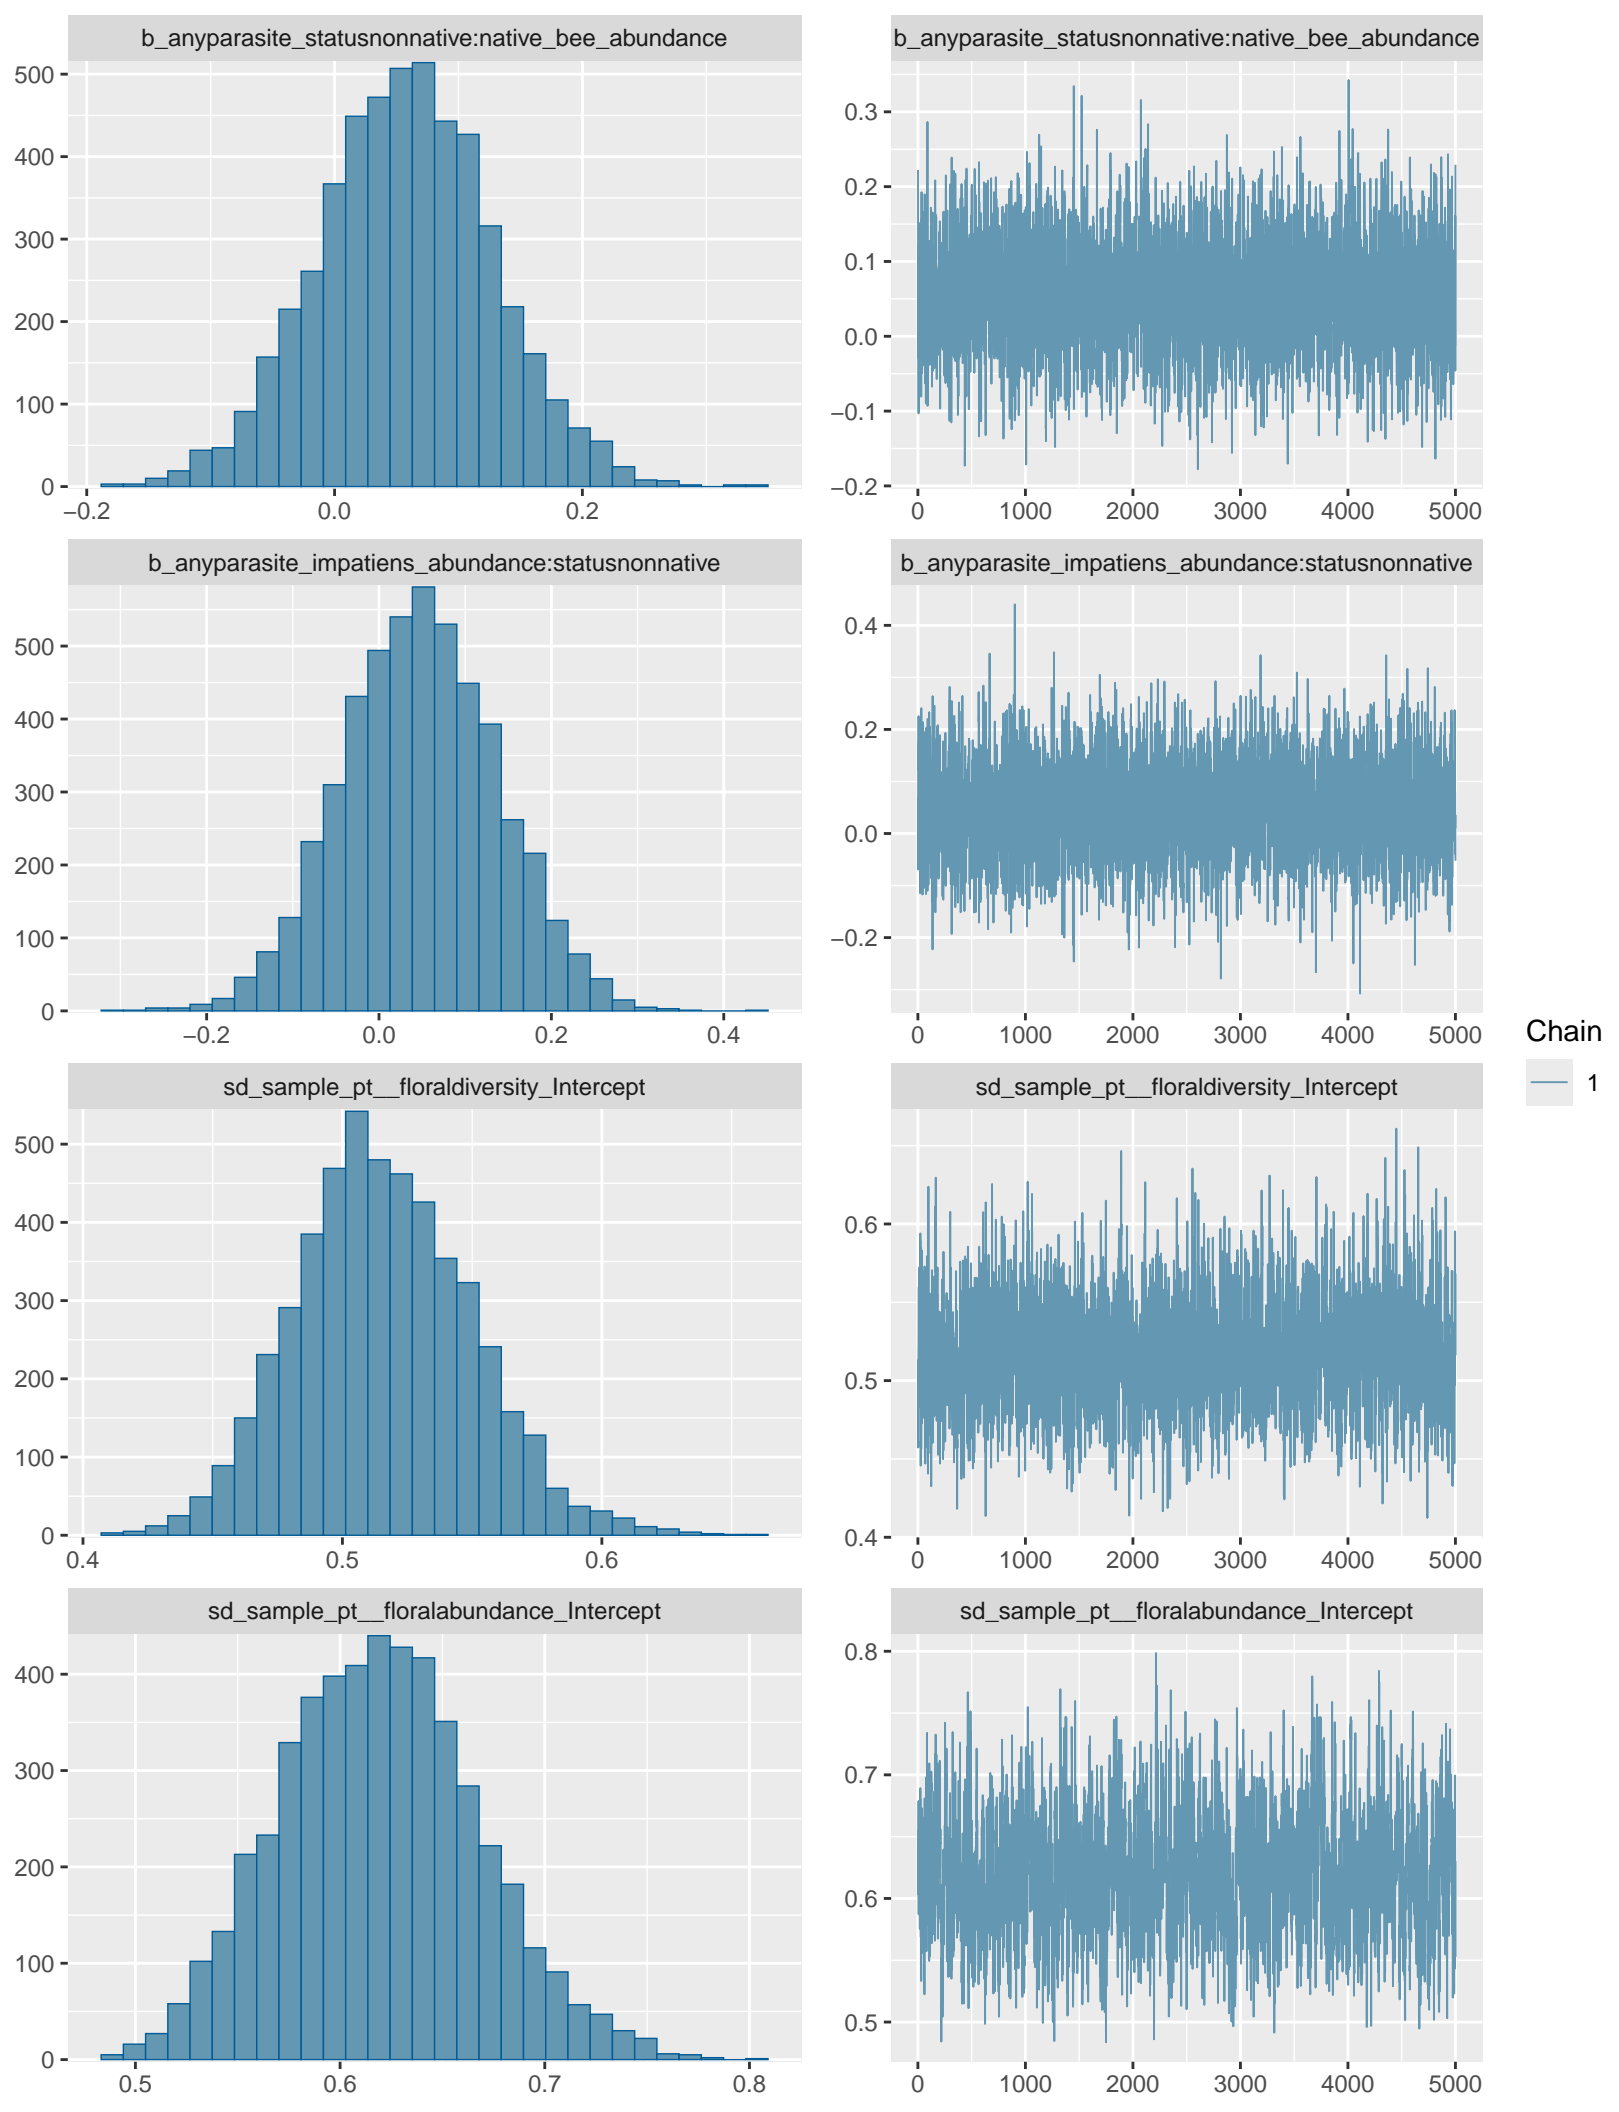 b_anyparasite_statusnonnative:native_bee_abundance
500
400
300
200
100
0
−0.2 0.0 0.2
b_anyparasite_statusnonnative:native_bee_abundance
0.3
0.2
0.1
0.0
−0.1
−0.2
0 1000 2000 3000 4000 5000
b_anyparasite_impatiens_abundance:statusnonnative
500
400
300
200
100
0
−0.2 0.0 0.2 0.4
b_anyparasite_impatiens_abundance:statusnonnative
0.4
0.2
0.0
−0.2
0 1000 2000 3000 4000 5000
sd_sample_pt__floraldiversity_Intercept
500
400
300
200
100
0
0.4 0.5 0.6
sd_sample_pt__floraldiversity_Intercept
0.6
0.5
0.4
0 1000 2000 3000 4000 5000
sd_sample_pt__floralabundance_Intercept
400
300
200
100
0
0.5 0.6 0.7 0.8
sd_sample_pt__floralabundance_Intercept
0.8
0.7
0.6
0.5
0 1000 2000 3000 4000 5000
Chain
1